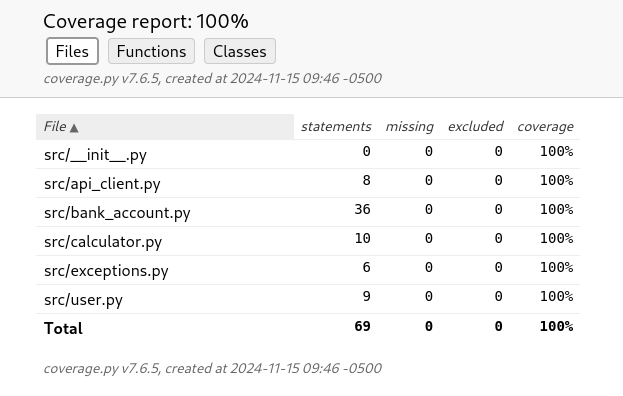 Coverage report: 100%
Files Functions Classes
coverage.py v7.6.5, created at 2024-11-15 09:46 -0500
File ▲ statements missing excluded coverage
src/__init__.py 0 0 0 100%
src/api_client.py 8 0 0 100%
src/bank_account.py 36 0 0 100%
src/calculator.py 10 0 0 100%
src/exceptions.py 6 0 0 100%
src/user.py 9 0 0 100%
Total 69 0 0 100%
coverage.py v7.6.5, created at 2024-11-15 09:46 -0500